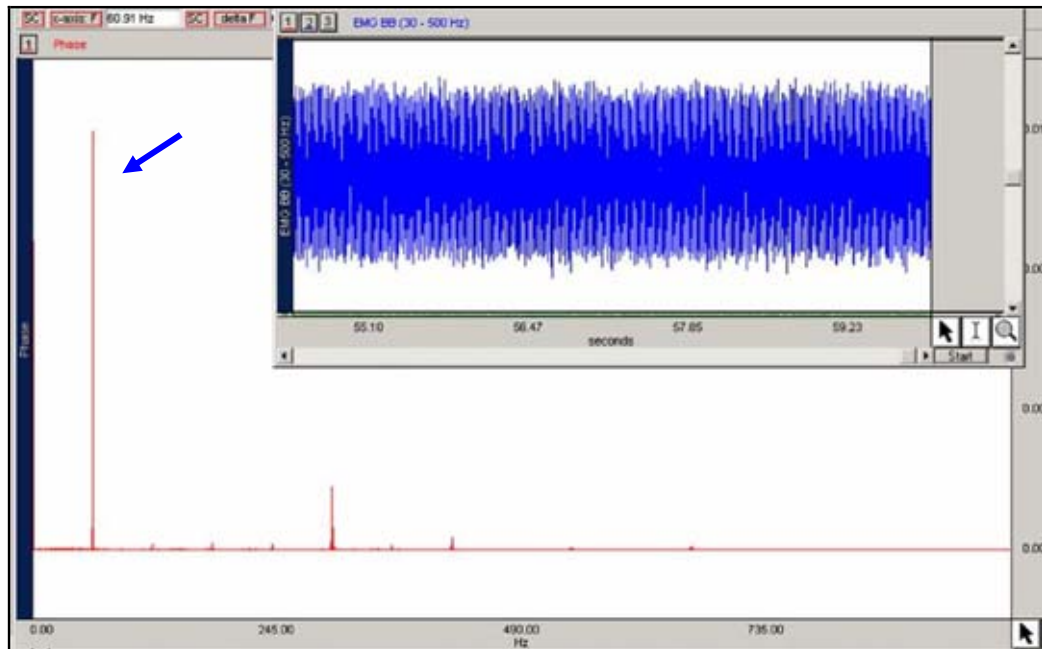 SC x-axis: F 60.91 Hz SC delta F
1 Phase
Phase
0.00 245.00 490.00 735.00
Hz
1 2 3 EMG BB (30 - 500 Hz)
EMG BB (30 - 500 Hz)
55.10 56.47 57.85 59.23
seconds
Start
0.01
0.00
0.00
0.00